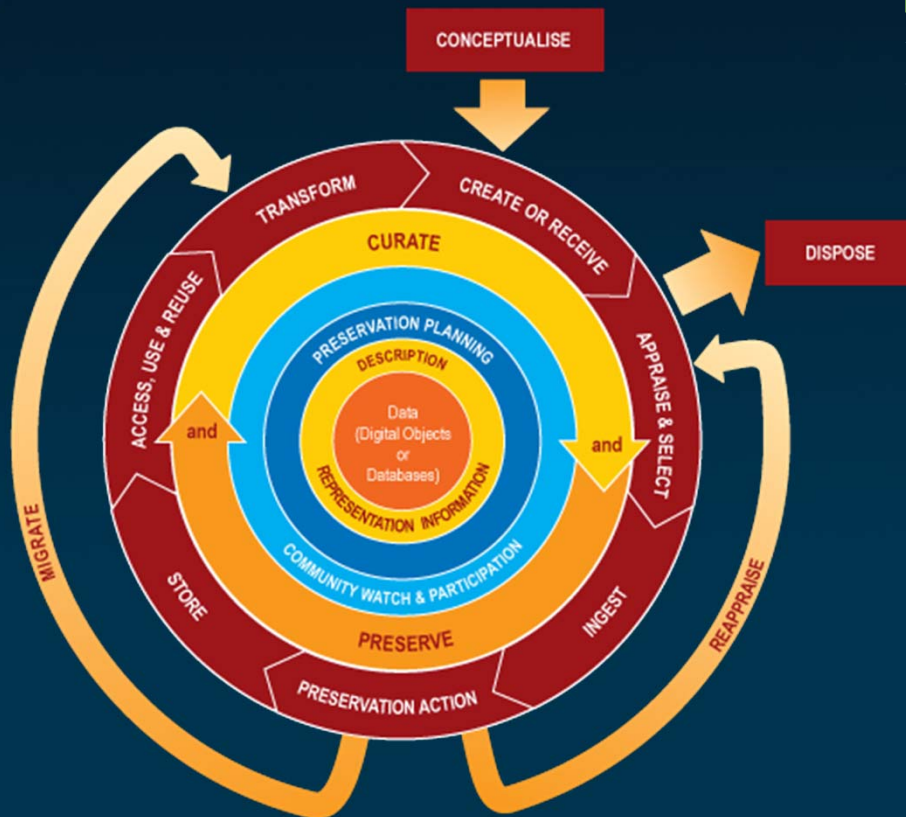 CONCEPTUALISE
CREATE OR RECEIVE
DISPOSE
APPRAISE & SELECT
INGEST
PRESERVATION ACTION
STORE
ACCESS, USE & REUSE
TRANSFORM
MIGRATE
REAPPRAISE
CURATE
and
PRESERVE
and
COMMUNITY WATCH & PARTICIPATION
PRESERVATION PLANNING
DESCRIPTION
REPRESENTATION INFORMATION
Data
(Digital Objects
or
Databases)